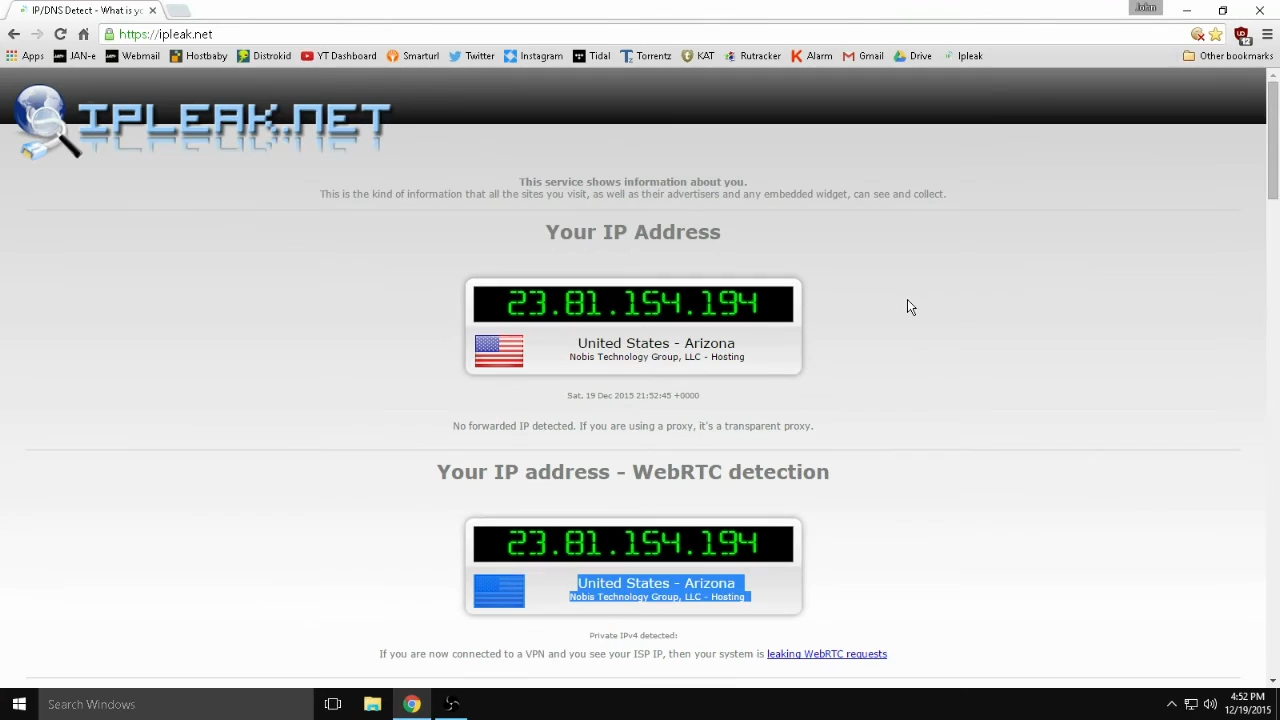 IP/DNS Detect - What is yo
John
https://ipleak.net
Apps JAN-e Webmail Hostbaby Distrokid YT Dashboard Smarturl Twitter Instagram Tidal Torrentz KAT Rutracker Alarm Gmail Drive Ipleak Other bookmarks
IPLEAK.NET
This service shows information about you.
This is the kind of information that all the sites you visit, as well as their advertisers and any embedded widget, can see and collect.
Your IP Address
23.81.154.194
United States - Arizona
Nobis Technology Group, LLC - Hosting
Sat, 19 Dec 2015 21:52:45 +0000
No forwarded IP detected. If you are using a proxy, it's a transparent proxy.
Your IP address - WebRTC detection
23.81.154.194
United States - Arizona
Nobis Technology Group, LLC - Hosting
Private IPv4 detected:
If you are now connected to a VPN and you see your ISP IP, then your system is leaking WebRTC requests
Search Windows
4:52 PM
12/19/2015